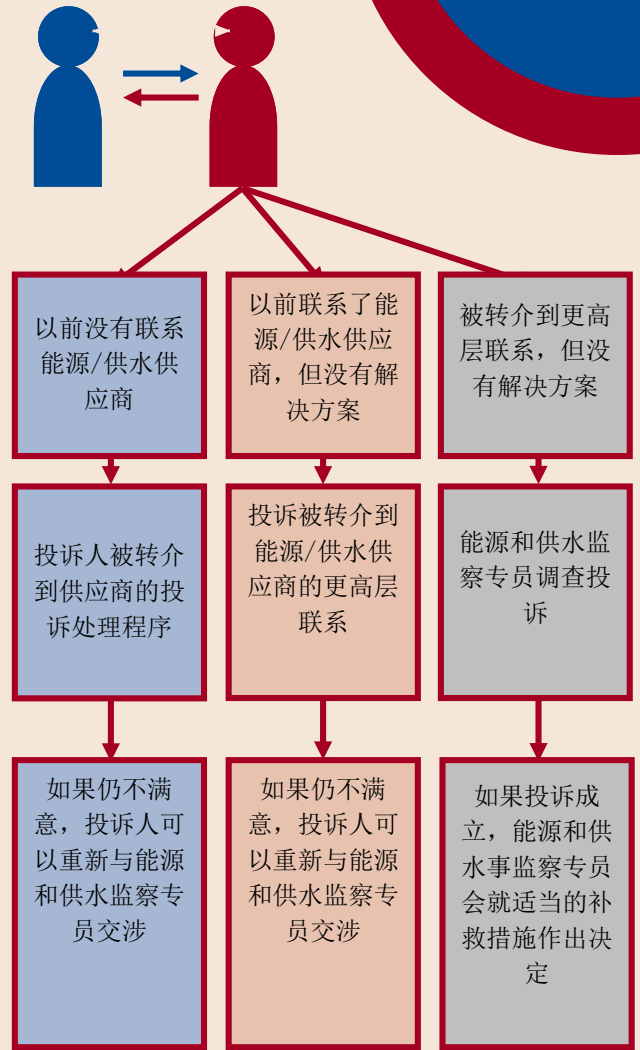 以前没有联系
能源/供水供
应商
以前联系了能
源/供水供应
商，但没有解
决方案
被转介到更高
层联系，但没
有解决方案
投诉人被转介
到供应商的投
诉处理程序
投诉被转介到
能源/供水供
应商的更高层
联系
能源和供水监
察专员调查投
诉
如果仍不满
意，投诉人可
以重新与能源
和供水监察专
员交涉
如果仍不满
意，投诉人可
以重新与能源
和供水监察专
员交涉
如果投诉成
立，能源和供
水事监察专员
会就适当的补
救措施作出决
定